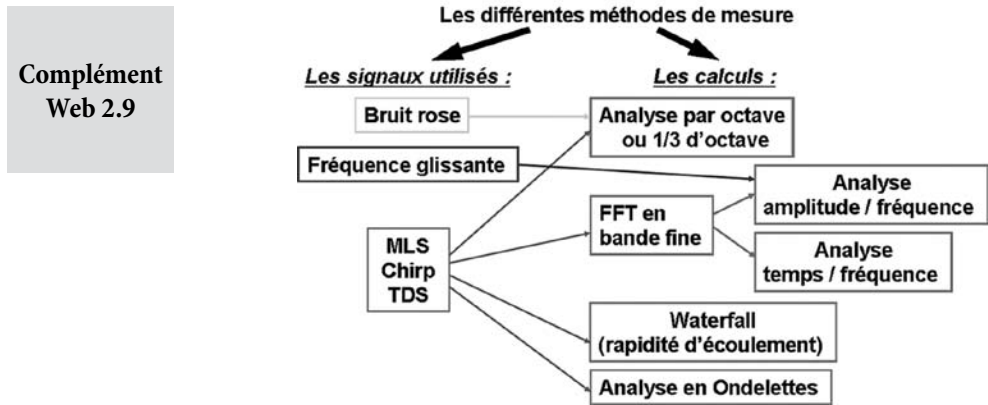 Complément
Web 2.9
Les différentes méthodes de mesure
Les signaux utilisés :
Les calculs :
Bruit rose
Analyse par octave
ou 1/3 d'octave
Fréquence glissante
Analyse
amplitude / fréquence
FFT en
bande fine
MLS
Chirp
TDS
Analyse
temps / fréquence
Waterfall
(rapidité d'écoulement)
Analyse en Ondelettes